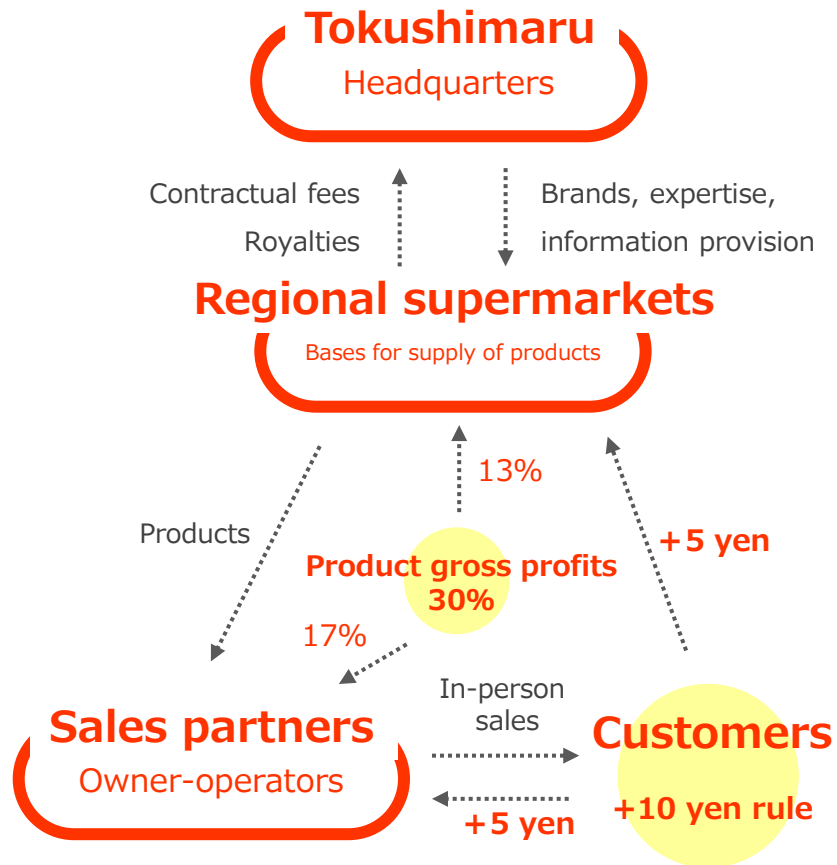 Tokushimaru
Headquarters
Contractual fees
Royalties
Brands, expertise,
information provision
Regional supermarkets
Bases for supply of products
13%
Products
+5 yen
Product gross profits
30%
17%
In-person
sales
Sales partners
Owner-operators
Customers
+10 yen rule
+5 yen